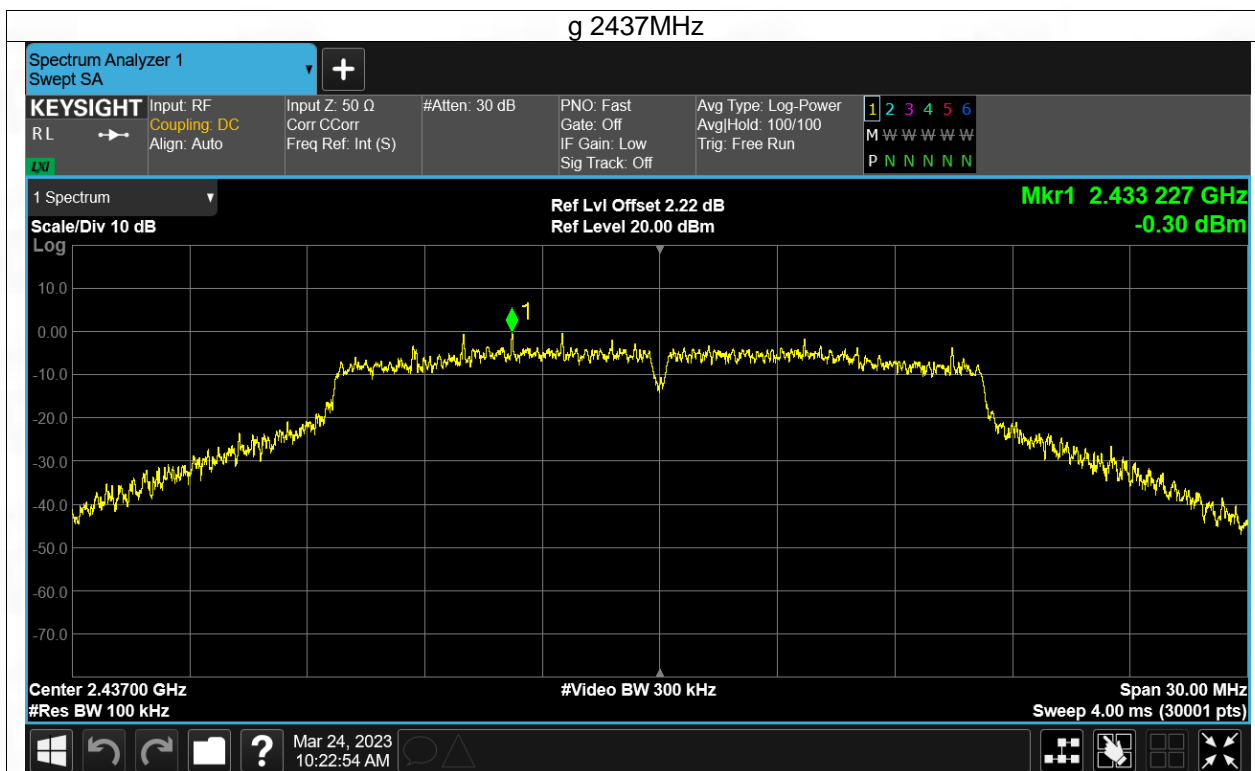 g 2437MHz
Spectrum Analyzer 1
Swept SA
KEYSIGHT
RL
LXI
Input: RF
Coupling: DC
Align: Auto
Input Z: 50 Ω
Corr CCorr
Freq Ref: Int (S)
#Atten: 30 dB
PNO: Fast
Gate: Off
IF Gain: Low
Sig Track: Off
Avg Type: Log-Power
Avg|Hold: 100/100
Trig: Free Run
1 2 3 4 5 6
M W W W W W
P N N N N N
1 Spectrum
Scale/Div 10 dB
Ref Lvl Offset 2.22 dB
Ref Level 20.00 dBm
Mkr1 2.433 227 GHz
-0.30 dBm
Log
10.0
0.00
-10.0
-20.0
-30.0
-40.0
-50.0
-60.0
-70.0
1
Center 2.43700 GHz
#Res BW 100 kHz
#Video BW 300 kHz
Span 30.00 MHz
Sweep 4.00 ms (30001 pts)
?
Mar 24, 2023
10:22:54 AM